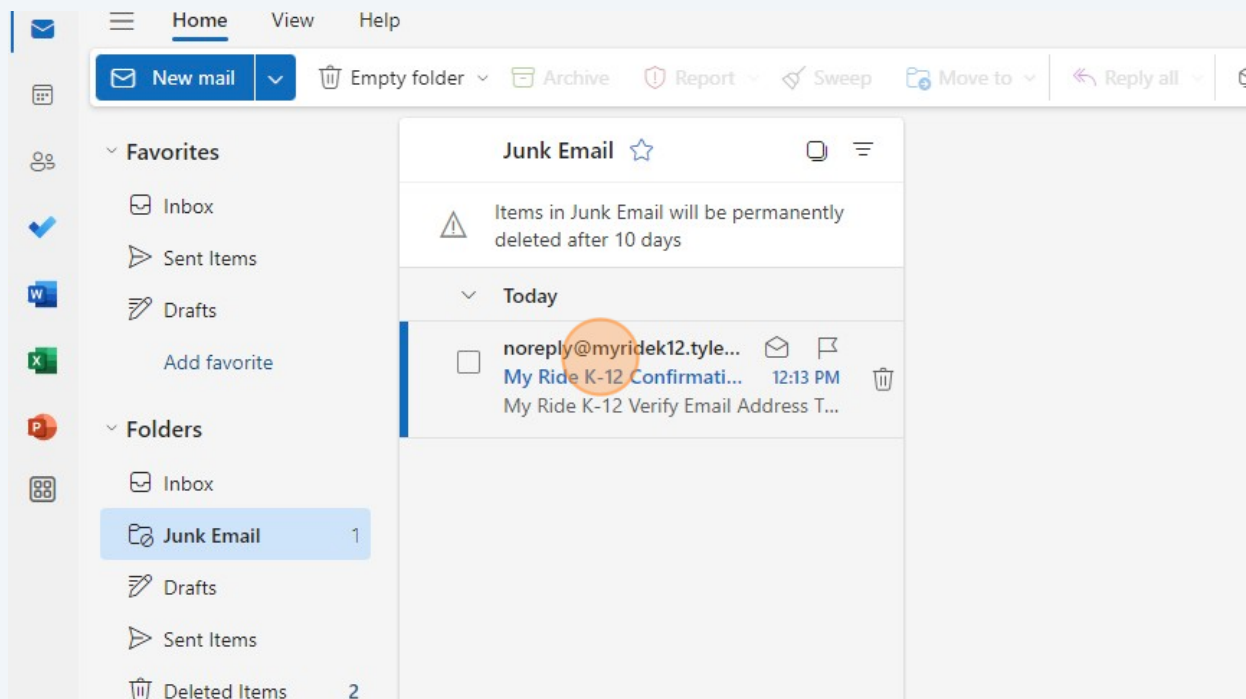 Home View Help
New mail Empty folder Archive Report Sweep Move to Reply all
Favorites
Inbox
Sent Items
Drafts
Add favorite
Folders
Inbox
Junk Email 1
Drafts
Sent Items
Deleted Items 2
Junk Email
Items in Junk Email will be permanently
deleted after 10 days
Today
noreply@myridek12.tyle...
My Ride K-12 Confirmati... 12:13 PM
My Ride K-12 Verify Email Address T...